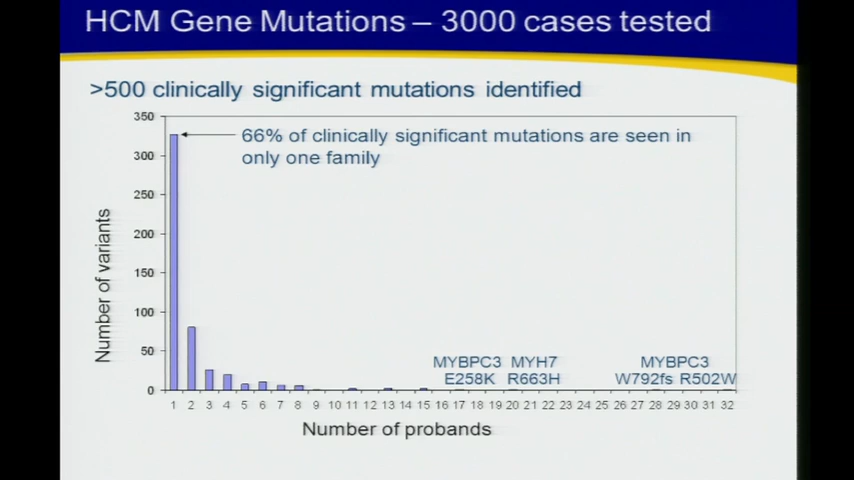 HCM Gene Mutations – 3000 cases tested
>500 clinically significant mutations identified
350
300
250
200
150
100
50
0
Number of variants
66% of clinically significant mutations are seen in
only one family
MYBPC3 MYH7 MYBPC3
E258K R663H W792fs R502W
1 2 3 4 5 6 7 8 9 10 11 12 13 14 15 16 17 18 19 20 21 22 23 24 25 26 27 28 29 30 31 32
Number of probands